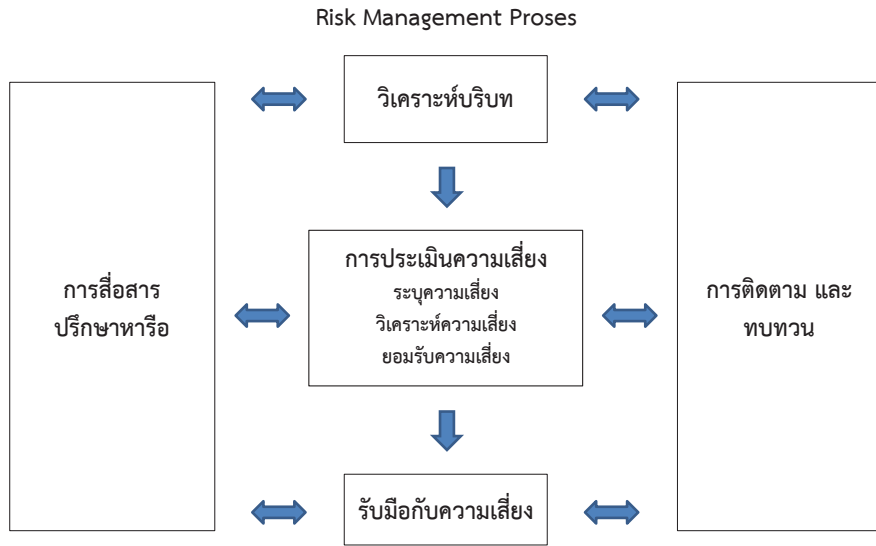 Risk Management Proses
วิเคราะห์บริบท
การสื่อสาร
ปรึกษาหารือ
การประเมินความเสี่ยง
ระบุความเสี่ยง
วิเคราะห์ความเสี่ยง
ยอมรับความเสี่ยง
การติดตาม และ
ทบทวน
รับมือกับความเสี่ยง